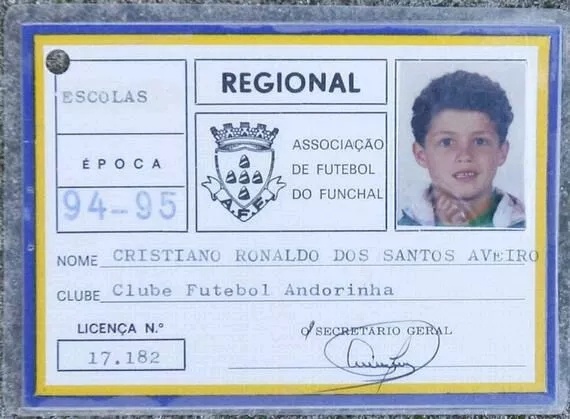 ESCOLAS
ÉPOCA
94-95
REGIONAL
A.F.F.
ASSOCIAÇÃO
DE FUTEBOL
DO FUNCHAL
NOME CRISTIANO RONALDO DOS SANTOS AVEIRO
CLUBE Clube Futebol Andorinha
LICENÇA N.º
17.182
O SECRETÁRIO GERAL